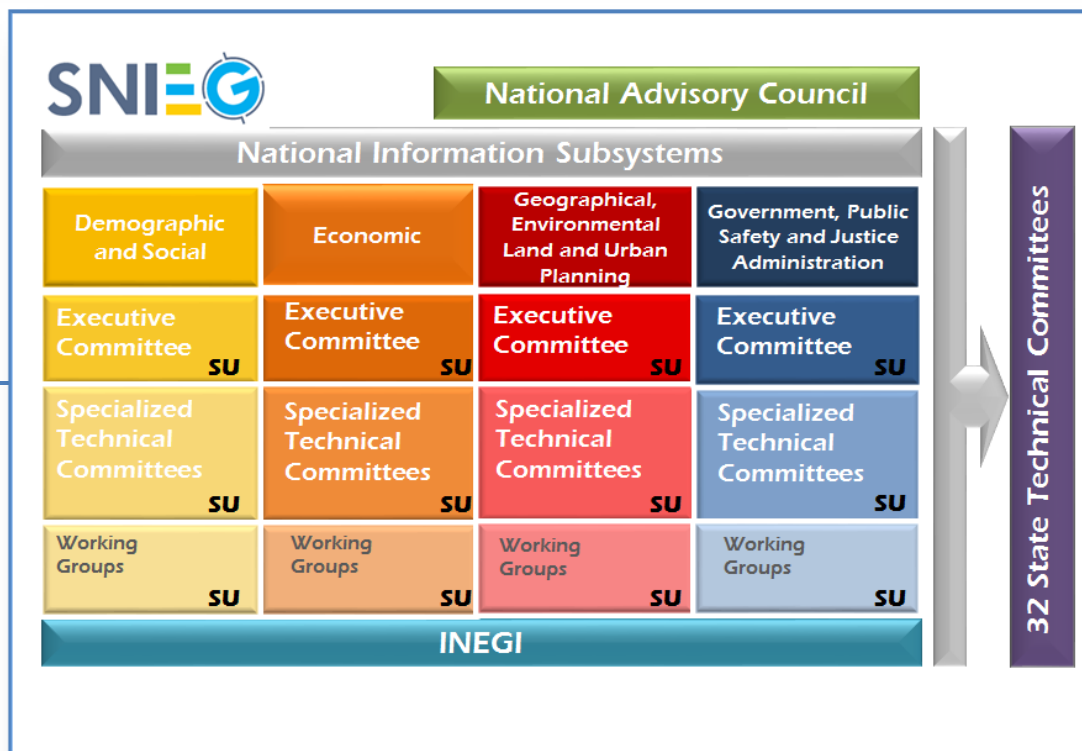 SNIEG
National Advisory Council
National Information Subsystems
Demographic
and Social
Economic
Geographical,
Environmental
Land and Urban
Planning
Government, Public
Safety and Justice
Administration
Executive
Committee
SU
Executive
Committee
SU
Executive
Committee
SU
Executive
Committee
SU
Specialized
Technical
Committees
SU
Specialized
Technical
Committees
SU
Specialized
Technical
Committees
SU
Specialized
Technical
Committees
SU
Working
Groups
SU
Working
Groups
SU
Working
Groups
SU
Working
Groups
SU
INEGI
32 State Technical Committees